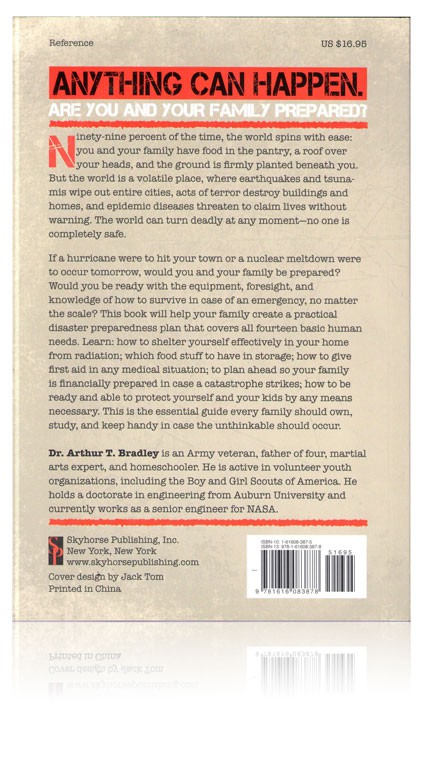 Reference
US $16.95
ANYTHING CAN HAPPEN.
ARE YOU AND YOUR FAMILY PREPARED?
Ninety-nine percent of the time, the world spins with ease:
you and your family have food in the pantry, a roof over
your heads, and the ground is firmly planted beneath you.
But the world is a volatile place, where earthquakes and tsuna-
mis wipe out entire cities, acts of terror destroy buildings and
homes, and epidemic diseases threaten to claim lives without
warning. The world can turn deadly at any moment—no one is
completely safe.
If a hurricane were to hit your town or a nuclear meltdown were
to occur tomorrow, would you and your family be prepared?
Would you be ready with the equipment, foresight, and
knowledge of how to survive in case of an emergency, no matter
the scale? This book will help your family create a practical
disaster preparedness plan that covers all fourteen basic human
needs. Learn: how to shelter yourself effectively in your home
from radiation; which food stuff to have in storage; how to give
first aid in any medical situation; to plan ahead so your family
is financially prepared in case a catastrophe strikes; how to be
ready and able to protect yourself and your kids by any means
necessary. This is the essential guide every family should own,
study, and keep handy in case the unthinkable should occur.
Dr. Arthur T. Bradley is an Army veteran, father of four, martial
arts expert, and homeschooler. He is active in volunteer youth
organizations, including the Boy and Girl Scouts of America. He
holds a doctorate in engineering from Auburn University and
currently works as a senior engineer for NASA.
Skyhorse Publishing, Inc.
New York, New York
www.skyhorsepublishing.com
Cover design by Jack Tom
Printed in China
ISBN-10: 1-61608-387-5
ISBN-13: 978-1-61608-387-8
51695
9 781616 083878